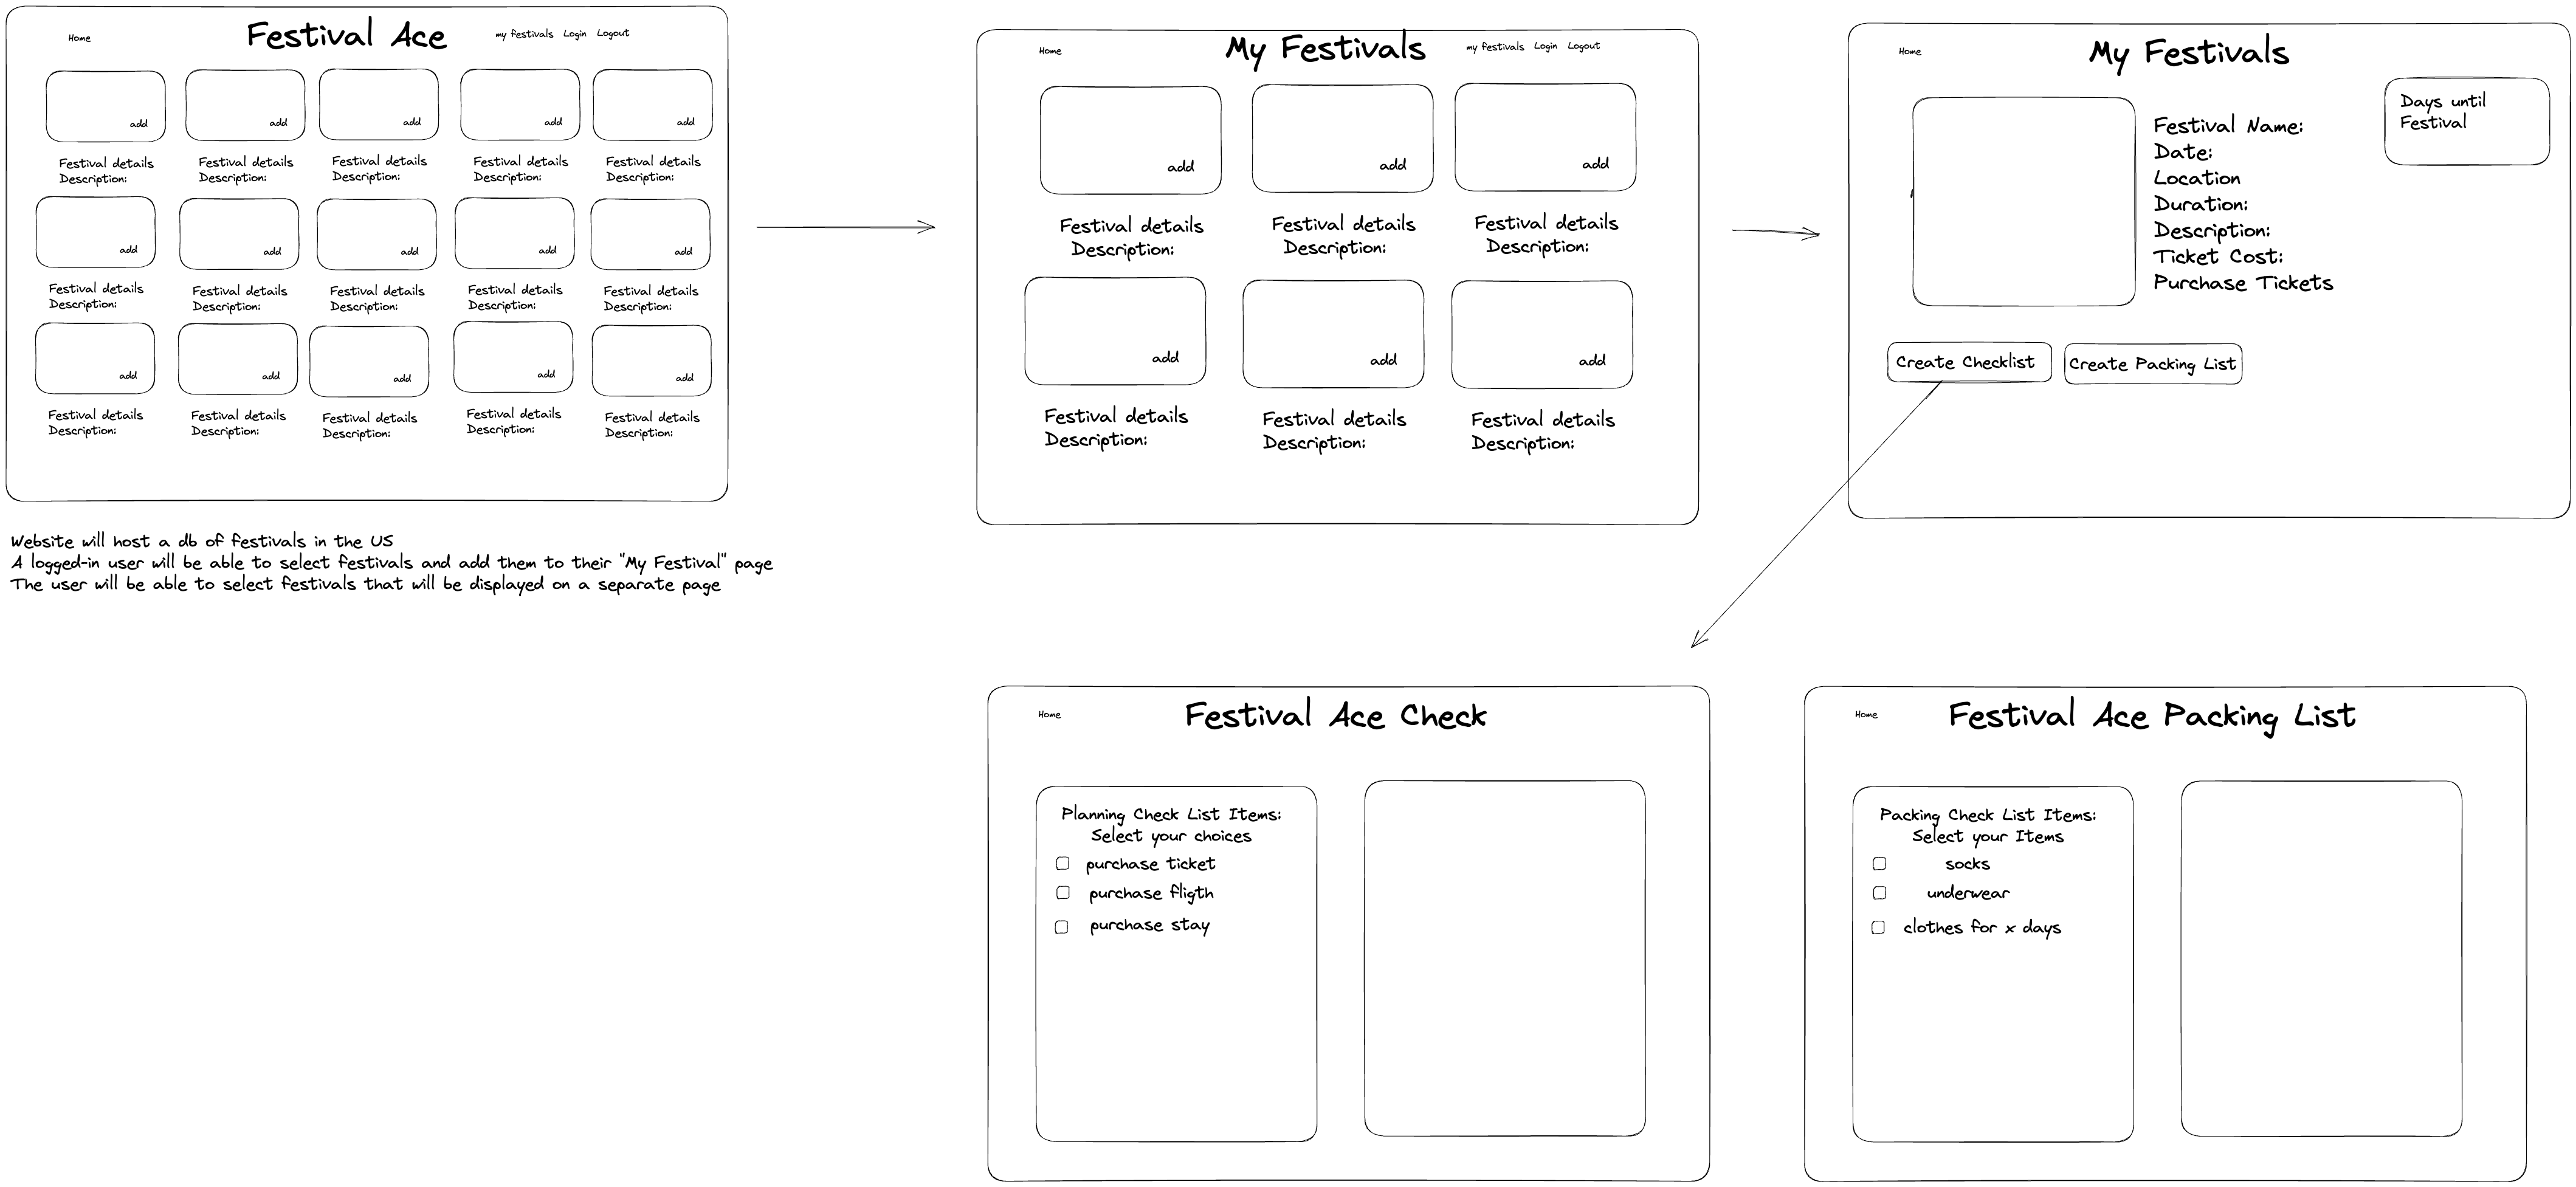 Home
Festival Ace
my festivals Login Logout
add
add
add
add
add
Festival details
Description:
Festival details
Description:
Festival details
Description:
Festival details
Description:
Festival details
Description:
add
add
add
add
add
Festival details
Description:
Festival details
Description:
Festival details
Description:
Festival details
Description:
Festival details
Description:
add
add
add
add
add
Festival details
Description:
Festival details
Description:
Festival details
Description:
Festival details
Description:
Festival details
Description:
Website will host a db of festivals in the US
A logged-in user will be able to select festivals and add them to their "My Festival" page
The user will be able to select festivals that will be displayed on a separate page
Home
My Festivals
my festivals Login Logout
add
add
add
Festival details
Description:
Festival details
Description:
Festival details
Description:
add
add
add
Festival details
Description:
Festival details
Description:
Festival details
Description:
Home
My Festivals
Days until
Festival
Festival Name:
Date:
Location
Duration:
Description:
Ticket Cost:
Purchase Tickets
Create Checklist
Create Packing List
Home
Festival Ace Check
Planning Check List Items:
Select your choices
purchase ticket
purchase fligth
purchase stay
Home
Festival Ace Packing List
Packing Check List Items:
Select your Items
socks
underwear
clothes for x days